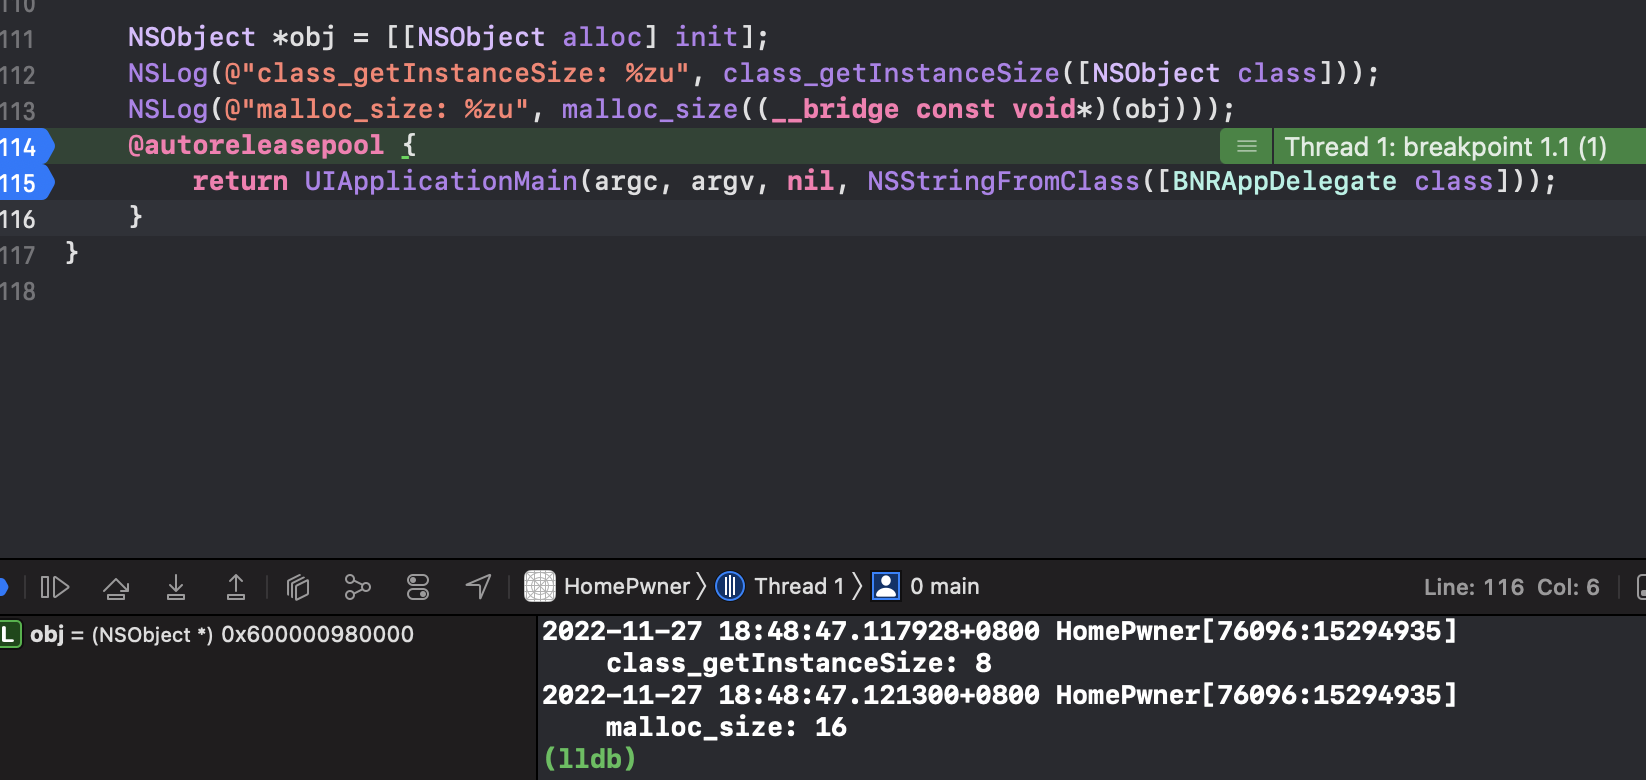 110
111 NSObject *obj = [[NSObject alloc] init];
112 NSLog(@"class_getInstanceSize: %zu", class_getInstanceSize([NSObject class]));
113 NSLog(@"malloc_size: %zu", malloc_size((__bridge const void*)(obj)));
114 @autoreleasepool { Thread 1: breakpoint 1.1 (1)
115 return UIApplicationMain(argc, argv, nil, NSStringFromClass([BNRAppDelegate class]));
116 }
117 }
118
HomePwner Thread 1 0 main Line: 116 Col: 6
L obj = (NSObject *) 0x600000980000
2022-11-27 18:48:47.117928+0800 HomePwner[76096:15294935]
class_getInstanceSize: 8
2022-11-27 18:48:47.121300+0800 HomePwner[76096:15294935]
malloc_size: 16
(lldb)